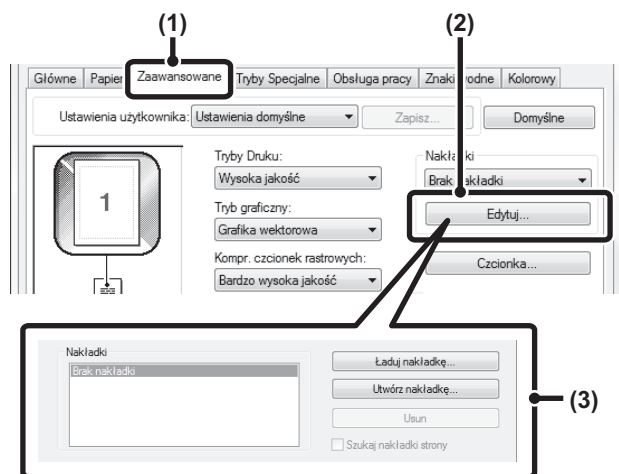 (1) (2)
Główne Papier Zaawansowane Tryby Specjalne Obsługa pracy Znaki wodne Kolorowy
Ustawienia użytkownika: Ustawienia domyślne Zapisz... Domyślne
Tryby Druku: Nakładki
Wysoka jakość Brak nakładki
1
Tryb graficzny:
Edytuj...
Grafika wektorowa
Kompr. czcionek rastrowych:
Czcionka...
Bardzo wysoka jakość
Nakładki
Brak nakładki
Ładuj nakładkę...
Utwórz nakładkę...
(3)
Usun
Szukaj nakładki strony